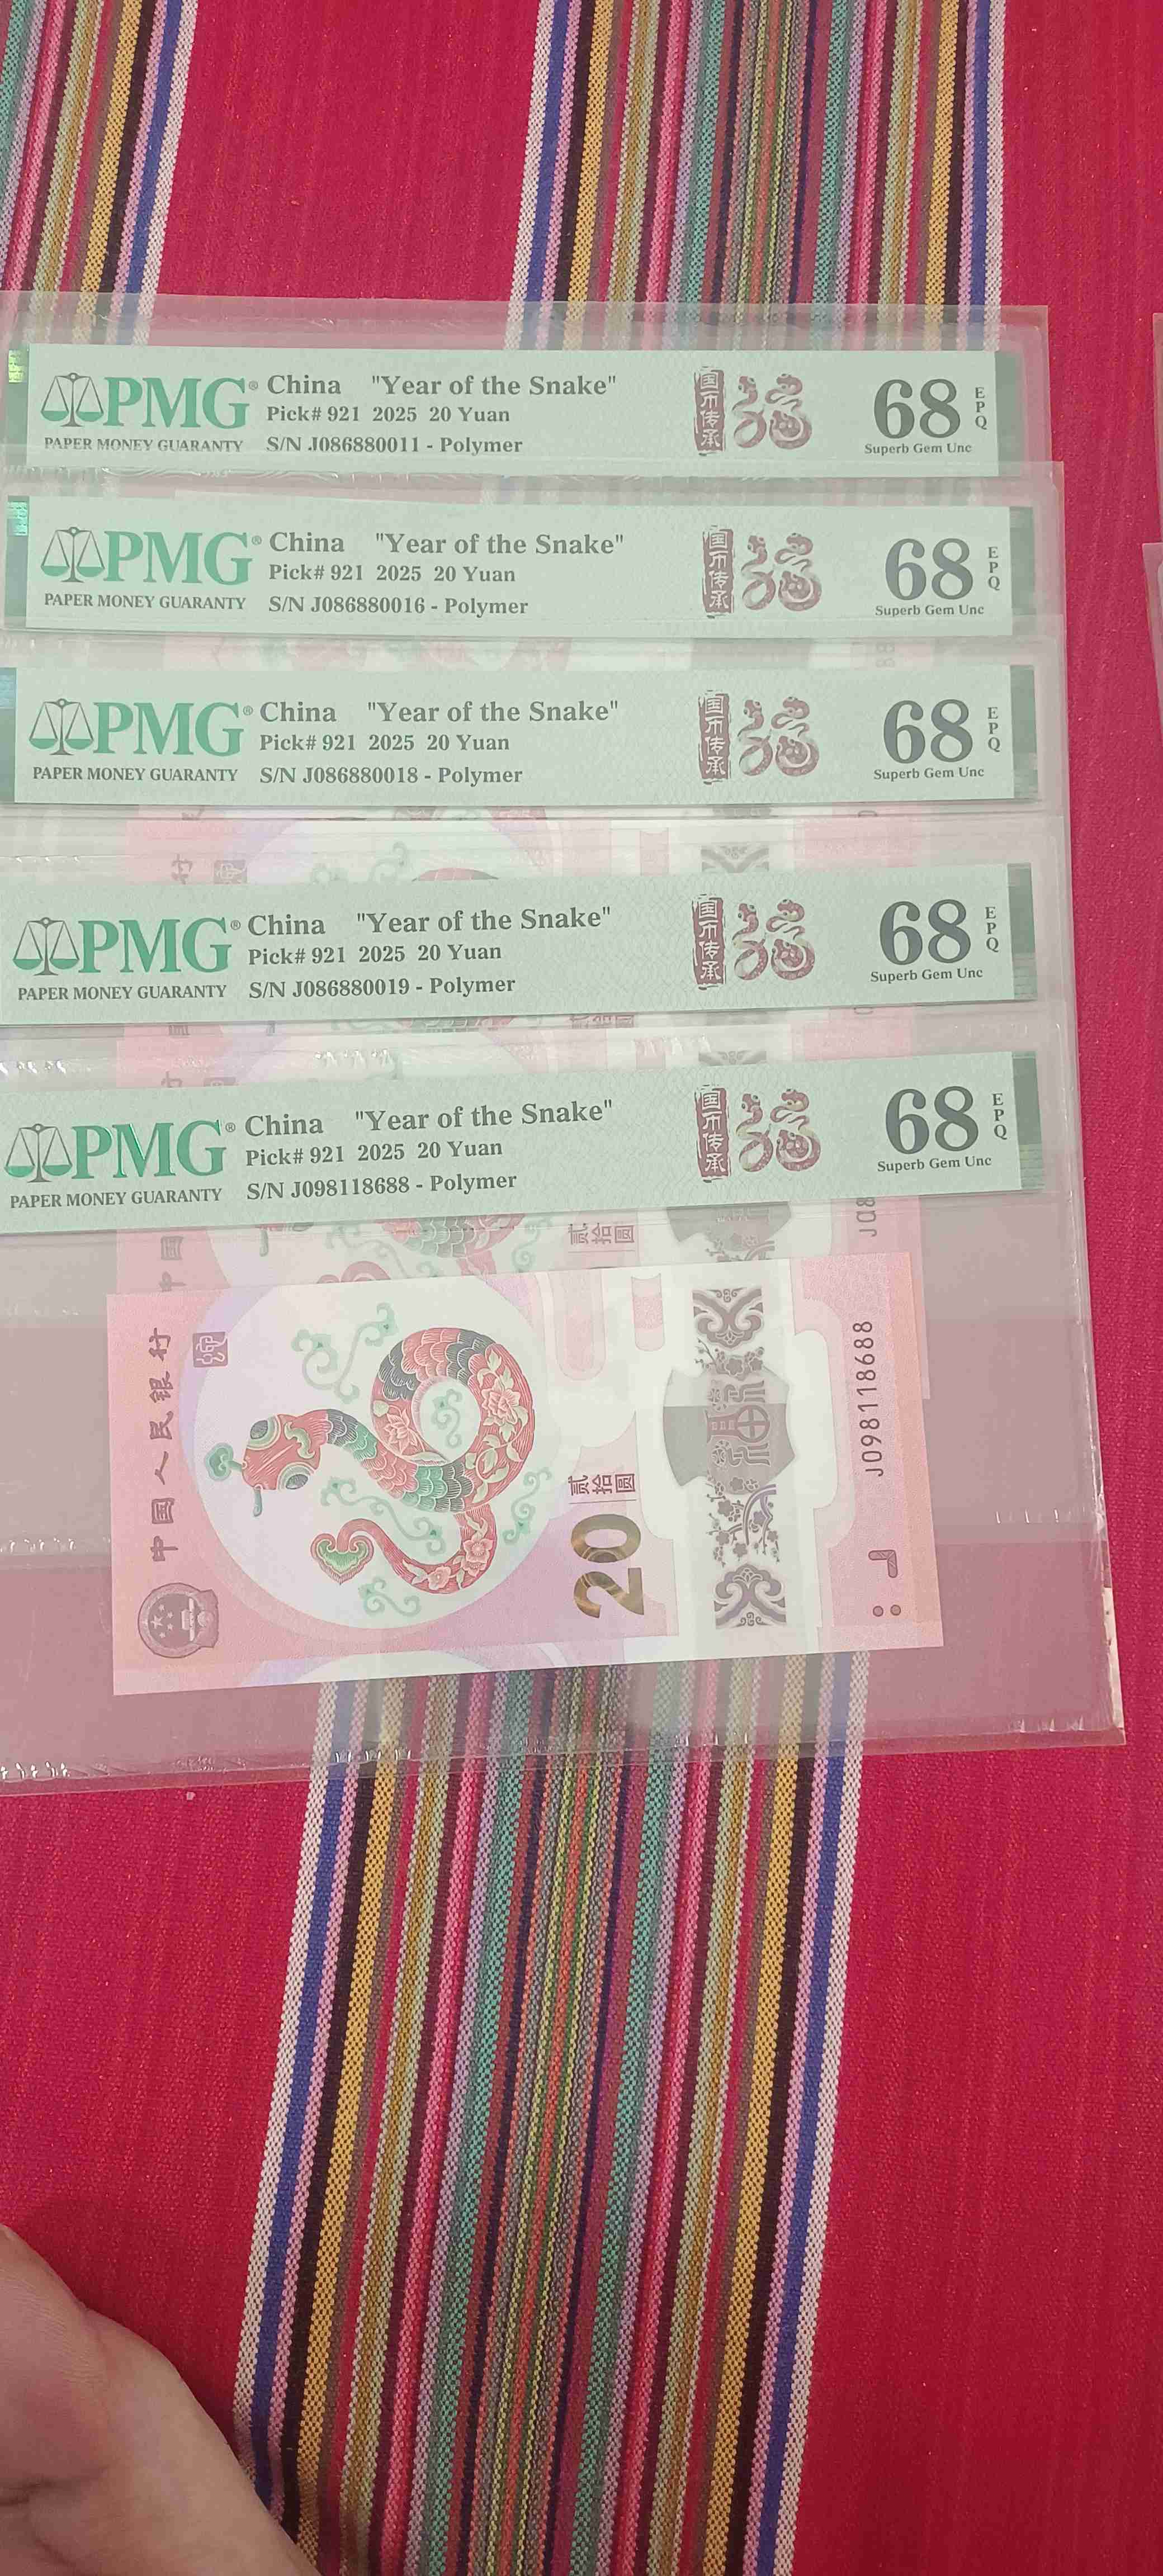 PMG® China "Year of the Snake"
Pick# 921 2025 20 Yuan
PAPER MONEY GUARANTY S/N J086880011 - Polymer
国币传承
68 EPQ
Superb Gem Unc
PMG® China "Year of the Snake"
Pick# 921 2025 20 Yuan
PAPER MONEY GUARANTY S/N J086880016 - Polymer
国币传承
68 EPQ
Superb Gem Unc
PMG® China "Year of the Snake"
Pick# 921 2025 20 Yuan
PAPER MONEY GUARANTY S/N J086880018 - Polymer
国币传承
68 EPQ
Superb Gem Unc
PMG® China "Year of the Snake"
Pick# 921 2025 20 Yuan
PAPER MONEY GUARANTY S/N J086880019 - Polymer
国币传承
68 EPQ
Superb Gem Unc
PMG® China "Year of the Snake"
Pick# 921 2025 20 Yuan
PAPER MONEY GUARANTY S/N J098118688 - Polymer
国币传承
68 EPQ
Superb Gem Unc
贰拾圆
J08
中国人民银行
20 贰拾圆
福
J098118688